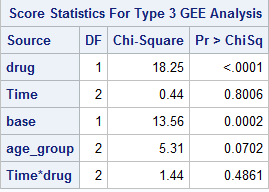 Score Statistics For Type 3 GEE Analysis
Source DF Chi-Square Pr > ChiSq
drug 1 18.25 <.0001
Time 2 0.44 0.8006
base 1 13.56 0.0002
age_group 2 5.31 0.0702
Time*drug 2 1.44 0.4861